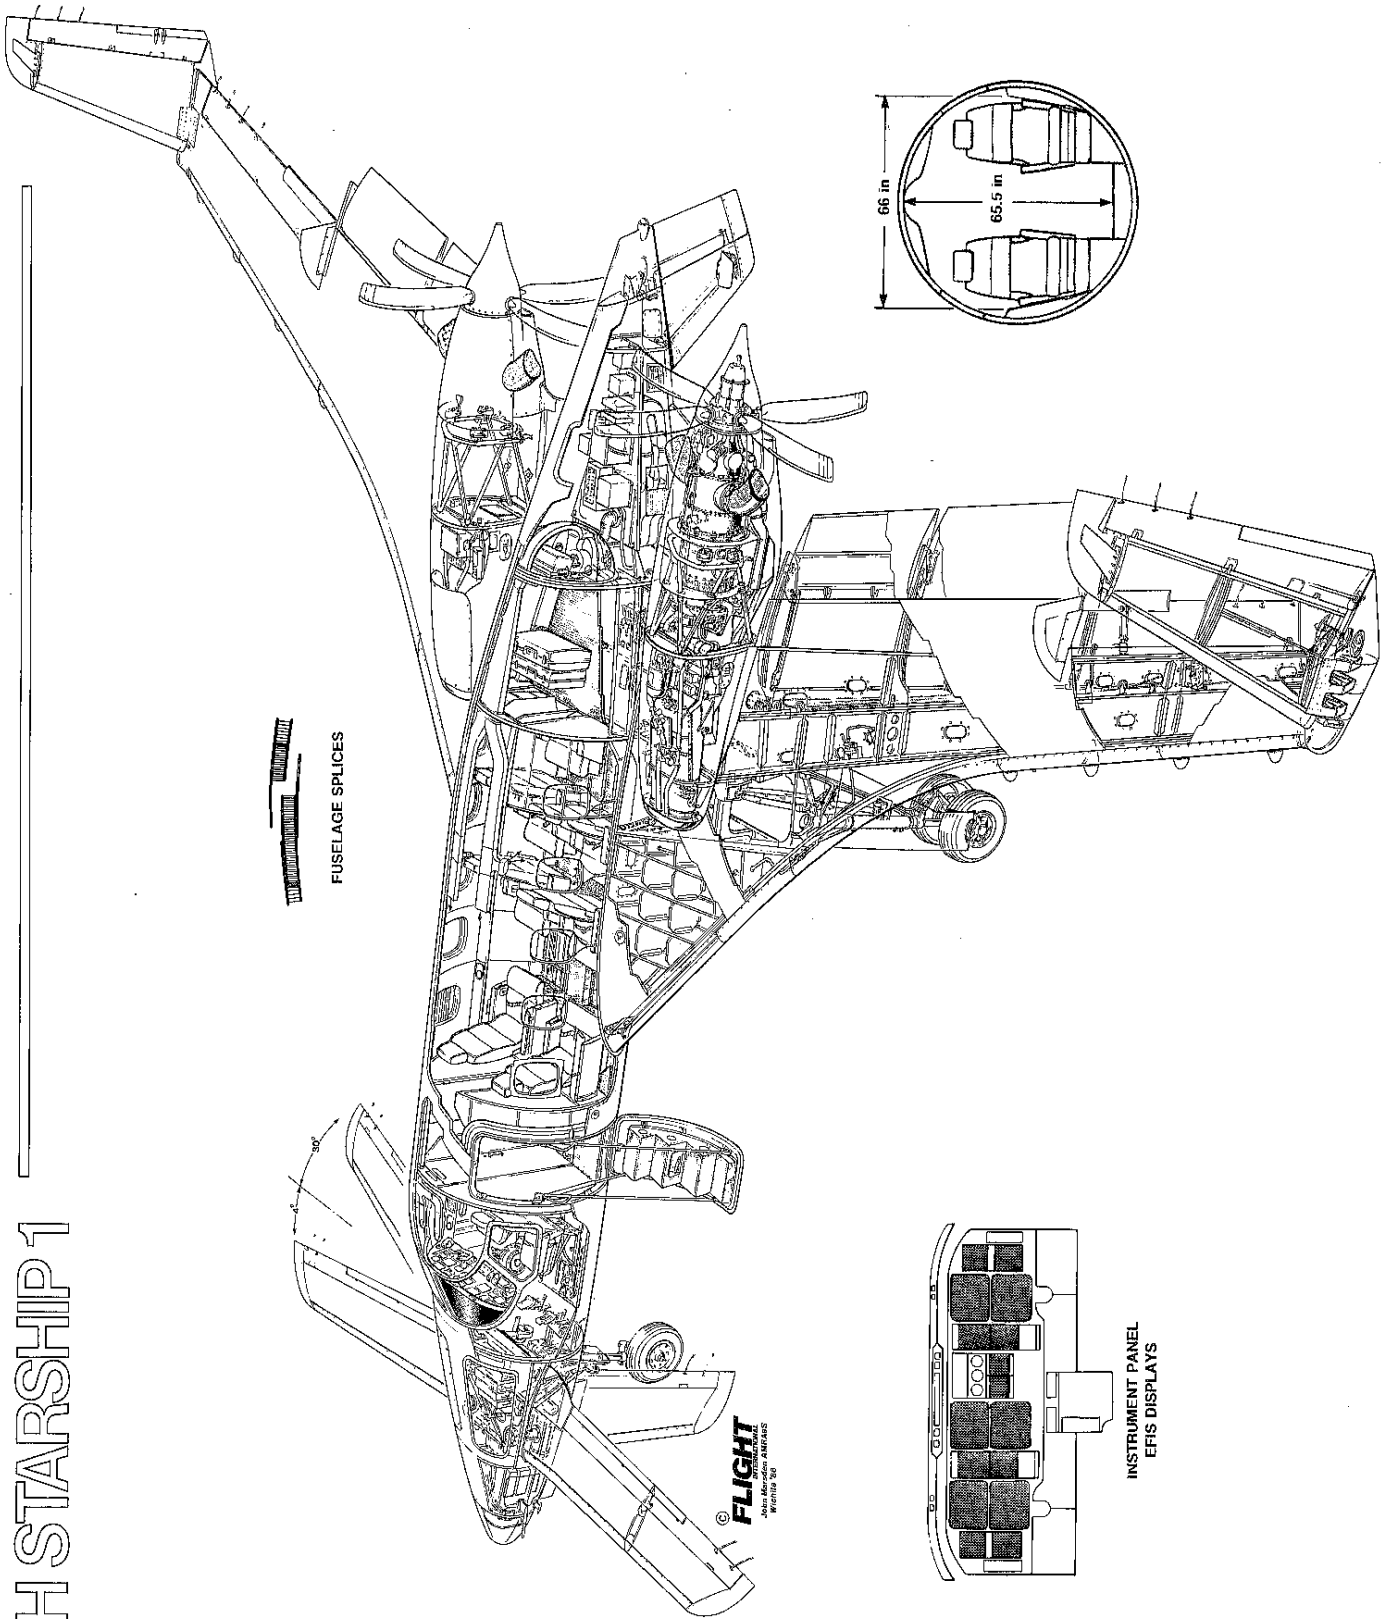 H STARSHIP 1
FUSELAGE SPLICES
66 in
65.5 in
4°
30°
©
FLIGHT
INTERNATIONAL
John Marsden AMRAeS
Wichita '86
INSTRUMENT PANEL
EFIS DISPLAYS